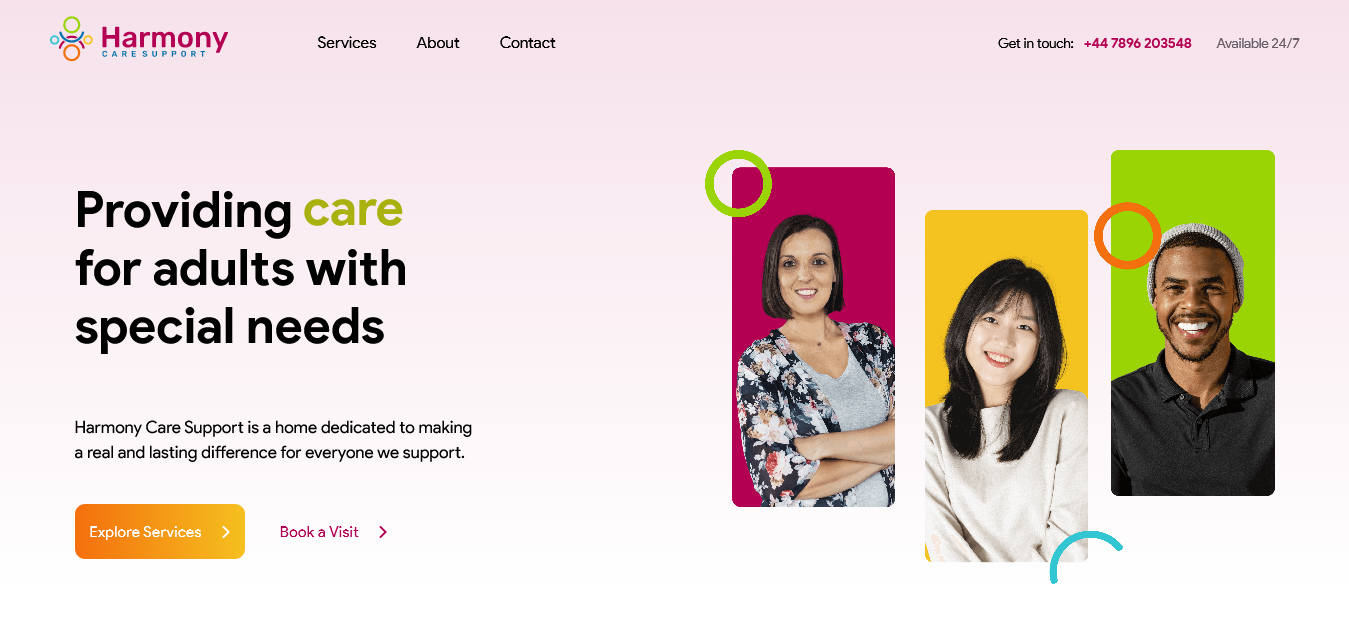 Harmony
CARE SUPPORT
Services About Contact
Get in touch: +44 7896 203548 Available 24/7
Providing care
for adults with
special needs
Harmony Care Support is a home dedicated to making
a real and lasting difference for everyone we support.
Explore Services
Book a Visit